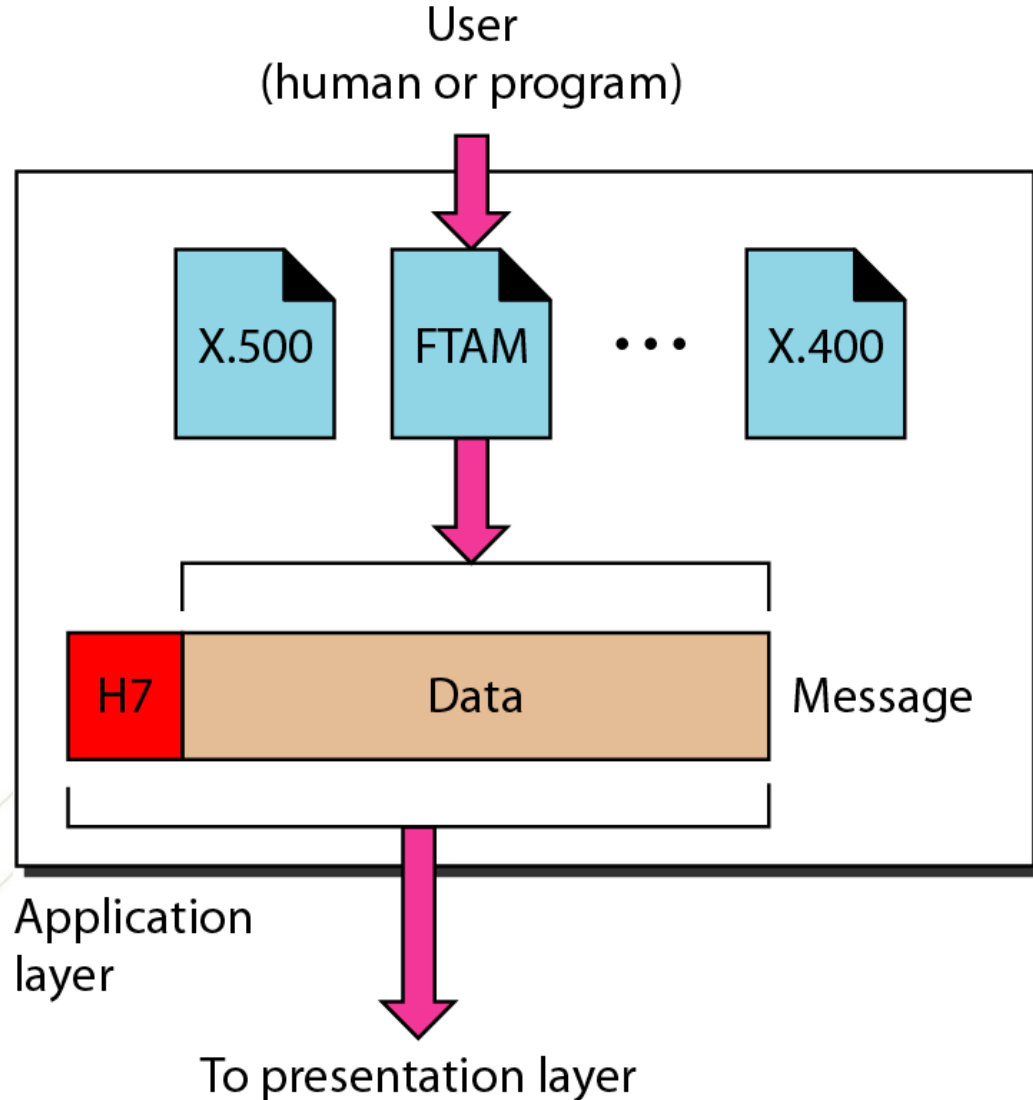 User
(human or program)
X.500
FTAM
...
X.400
H7
Data
Message
Application
layer
To presentation layer